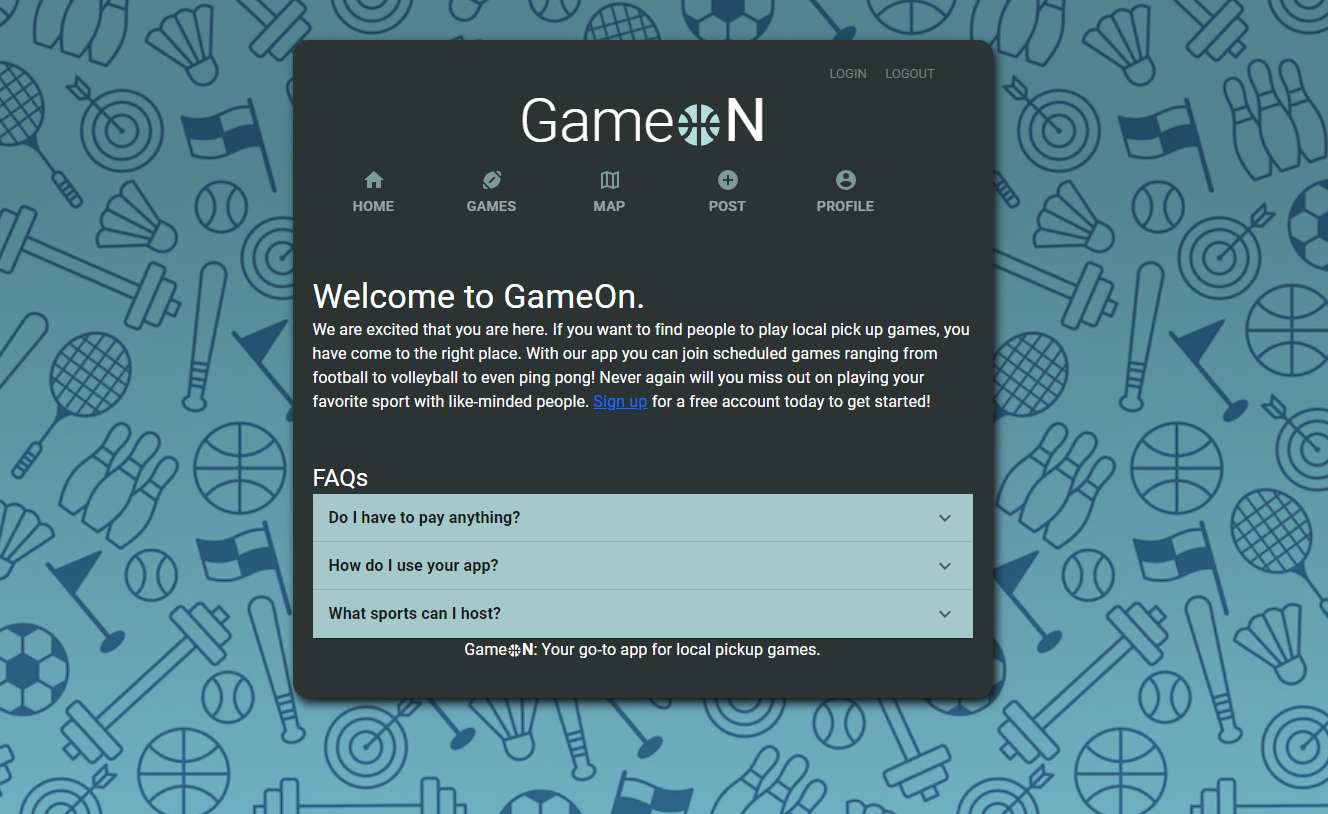 LOGIN LOGOUT
GameN
HOME GAMES MAP POST PROFILE
Welcome to GameOn.
We are excited that you are here. If you want to find people to play local pick up games, you
have come to the right place. With our app you can join scheduled games ranging from
football to volleyball to even ping pong! Never again will you miss out on playing your
favorite sport with like-minded people. Sign up for a free account today to get started!
FAQs
Do I have to pay anything?
How do I use your app?
What sports can I host?
GameN: Your go-to app for local pickup games.